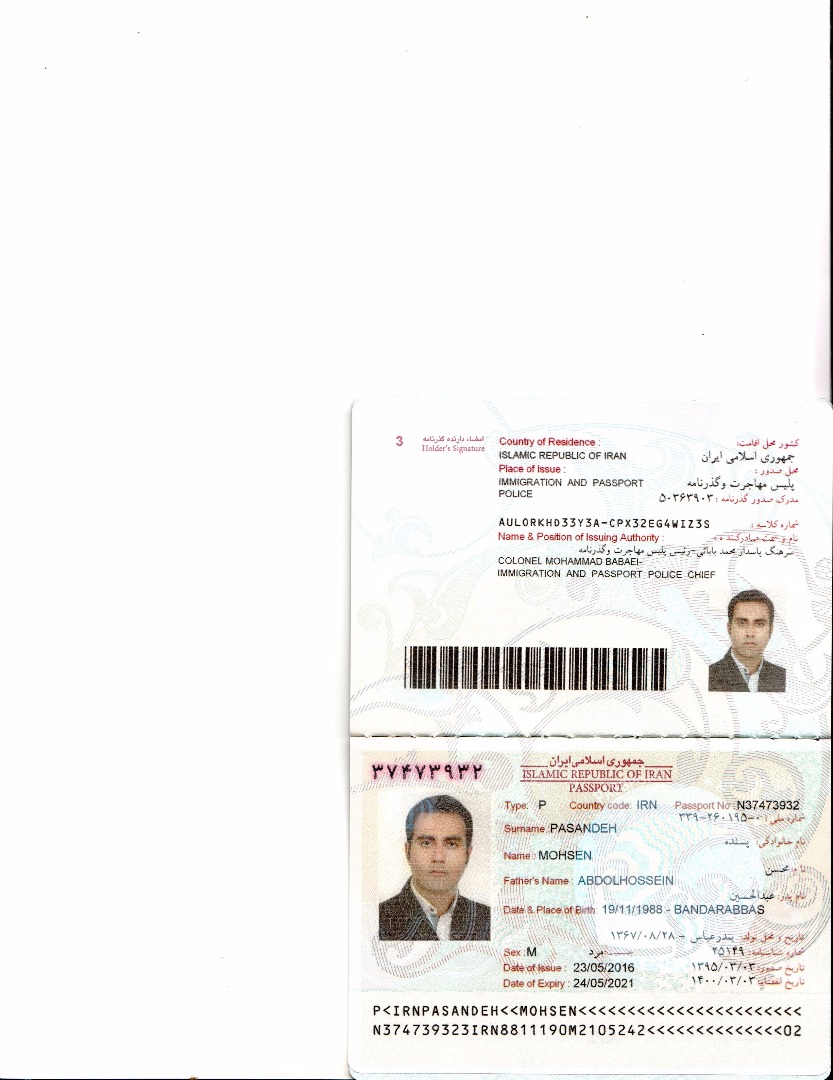 3
امضاء دارنده گذرنامه
Holder's Signature
Country of Residence :
کشور محل اقامت:
ISLAMIC REPUBLIC OF IRAN
جمهوری اسلامی ایران
Place of Issue :
محل صدور :
IMMIGRATION AND PASSPORT
POLICE
پلیس مهاجرت وگذرنامه
مدرک صدور گذرنامه : ۵۰۳۶۳۹۰۳
AULORKHD33Y3A-CPX32EG4WIZ3S
شماره کلاسه :
Name & Position of Issuing Authority :
سرهنگ پاسدار محمد بابائی-رئیس پلیس مهاجرت وگذرنامه
COLONEL MOHAMMAD BABAEI-
IMMIGRATION AND PASSPORT POLICE CHIEF
۳۷۴۷۳۹۳۲
جمهوری اسلامی ایران
ISLAMIC REPUBLIC OF IRAN
PASSPORT
Type: P Country code: IRN Passport No: N37473932
شماره ملی : ۳۳۹-۲۶۰۱۹۵-۰
Surname : PASANDEH
نام خانوادگی: پسنده
Name : MOHSEN
نام: محسن
Father's Name : ABDOLHOSSEIN
نام پدر: عبدالحسین
Date & Place of Birth: 19/11/1988 - BANDARABBAS
تاریخ و محل تولد: بندرعباس - ۱۳۶۷/۰۸/۲۸
Sex : M
جنسیت: مرد
شماره شناسنامه: ۲۵۱۴۹
Date of Issue : 23/05/2016
تاریخ صدور: ۱۳۹۵/۰۳/۰۳
Date of Expiry : 24/05/2021
تاریخ انقضاء: ۱۴۰۰/۰۳/۰۳
P<IRNPASANDEH<<MOHSEN<<<<<<<<<<<<<<<<<<<<<<<
N374739323IRN8811190M2105242<<<<<<<<<<<<<<02